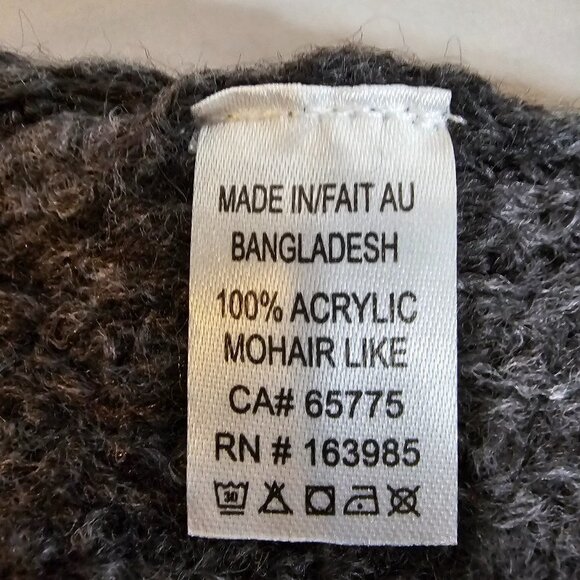 MADE IN/FAIT AU
BANGLADESH
100% ACRYLIC
MOHAIR LIKE
CA# 65775
RN # 163985
30